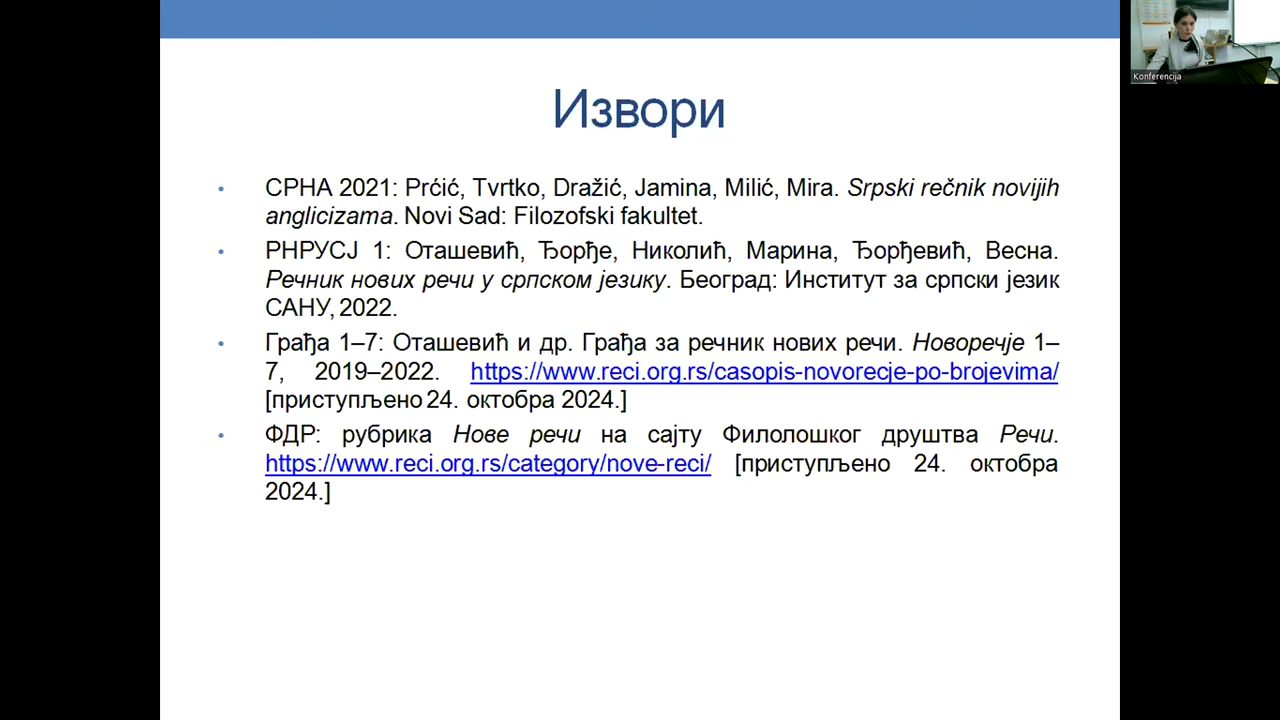 Извори
СРНА 2021: Prćić, Tvrtko, Dražić, Jamina, Milić, Mira. Srpski rečnik novijih
anglicizama. Novi Sad: Filozofski fakultet.
РНРУСЈ 1: Оташевић, Ђорђе, Николић, Марина, Ђорђевић, Весна.
Речник нових речи у српском језику. Београд: Институт за српски језик
САНУ, 2022.
Грађа 1–7: Оташевић и др. Грађа за речник нових речи. Новоречје 1–
7, 2019–2022. https://www.reci.org.rs/casopis-novorecje-po-brojevima/
[приступљено 24. октобра 2024.]
ФДР: рубрика Нове речи на сајту Филолошког друштва Речи.
https://www.reci.org.rs/category/nove-reci/ [приступљено 24. октобра
2024.]
Konferencija